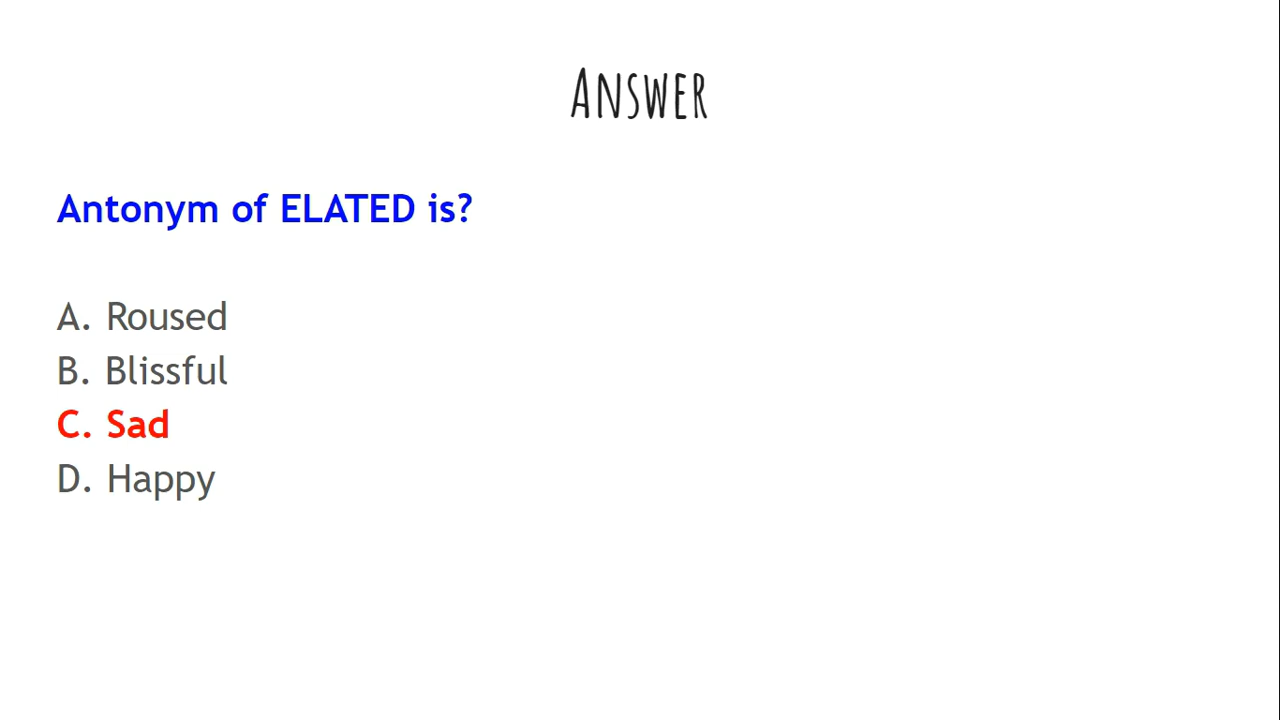 Answer
Antonym of ELATED is?
A. Roused
B. Blissful
C. Sad
D. Happy